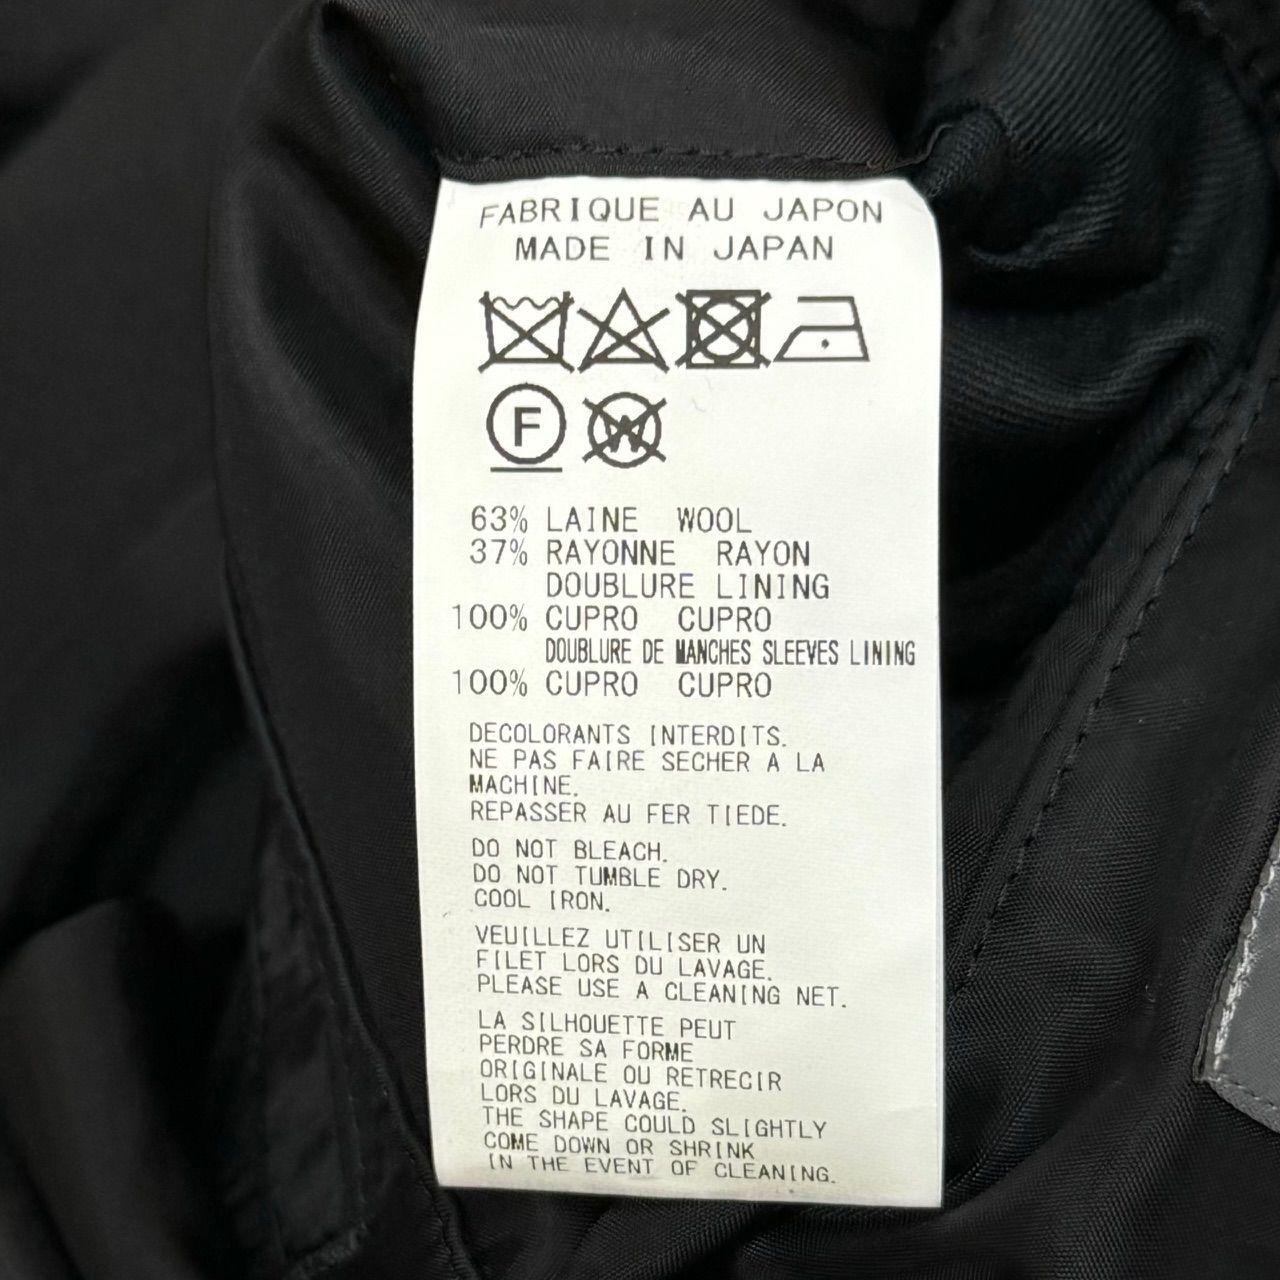 FABRIQUE AU JAPON
MADE IN JAPAN
F W
63% LAINE WOOL
37% RAYONNE RAYON
DOUBLURE LINING
100% CUPRO CUPRO
DOUBLURE DE MANCHES SLEEVES LINING
100% CUPRO CUPRO
DECOLORANTS INTERDITS.
NE PAS FAIRE SECHER A LA
MACHINE.
REPASSER AU FER TIEDE.
DO NOT BLEACH.
DO NOT TUMBLE DRY.
COOL IRON.
VEUILLEZ UTILISER UN
FILET LORS DU LAVAGE.
PLEASE USE A CLEANING NET.
LA SILHOUETTE PEUT
PERDRE SA FORME
ORIGINALE OU RETRECIR
LORS DU LAVAGE.
THE SHAPE COULD SLIGHTLY
COME DOWN OR SHRINK
IN THE EVENT OF CLEANING.